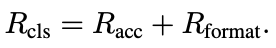 R_cls = R_acc + R_format.